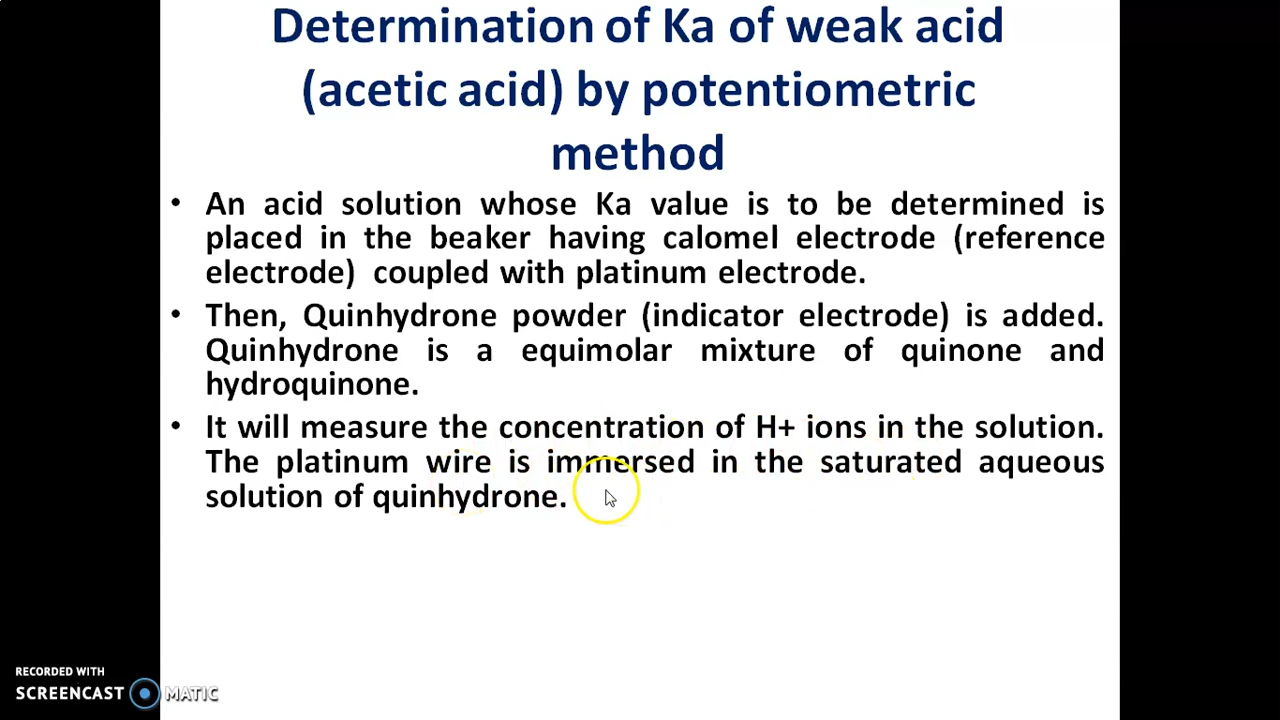 Determination of Ka of weak acid
(acetic acid) by potentiometric
method
• An acid solution whose Ka value is to be determined is
placed in the beaker having calomel electrode (reference
electrode) coupled with platinum electrode.
• Then, Quinhydrone powder (indicator electrode) is added.
Quinhydrone is a equimolar mixture of quinone and
hydroquinone.
• It will measure the concentration of H+ ions in the solution.
The platinum wire is immersed in the saturated aqueous
solution of quinhydrone.
RECORDED WITH
SCREENCAST MATIC